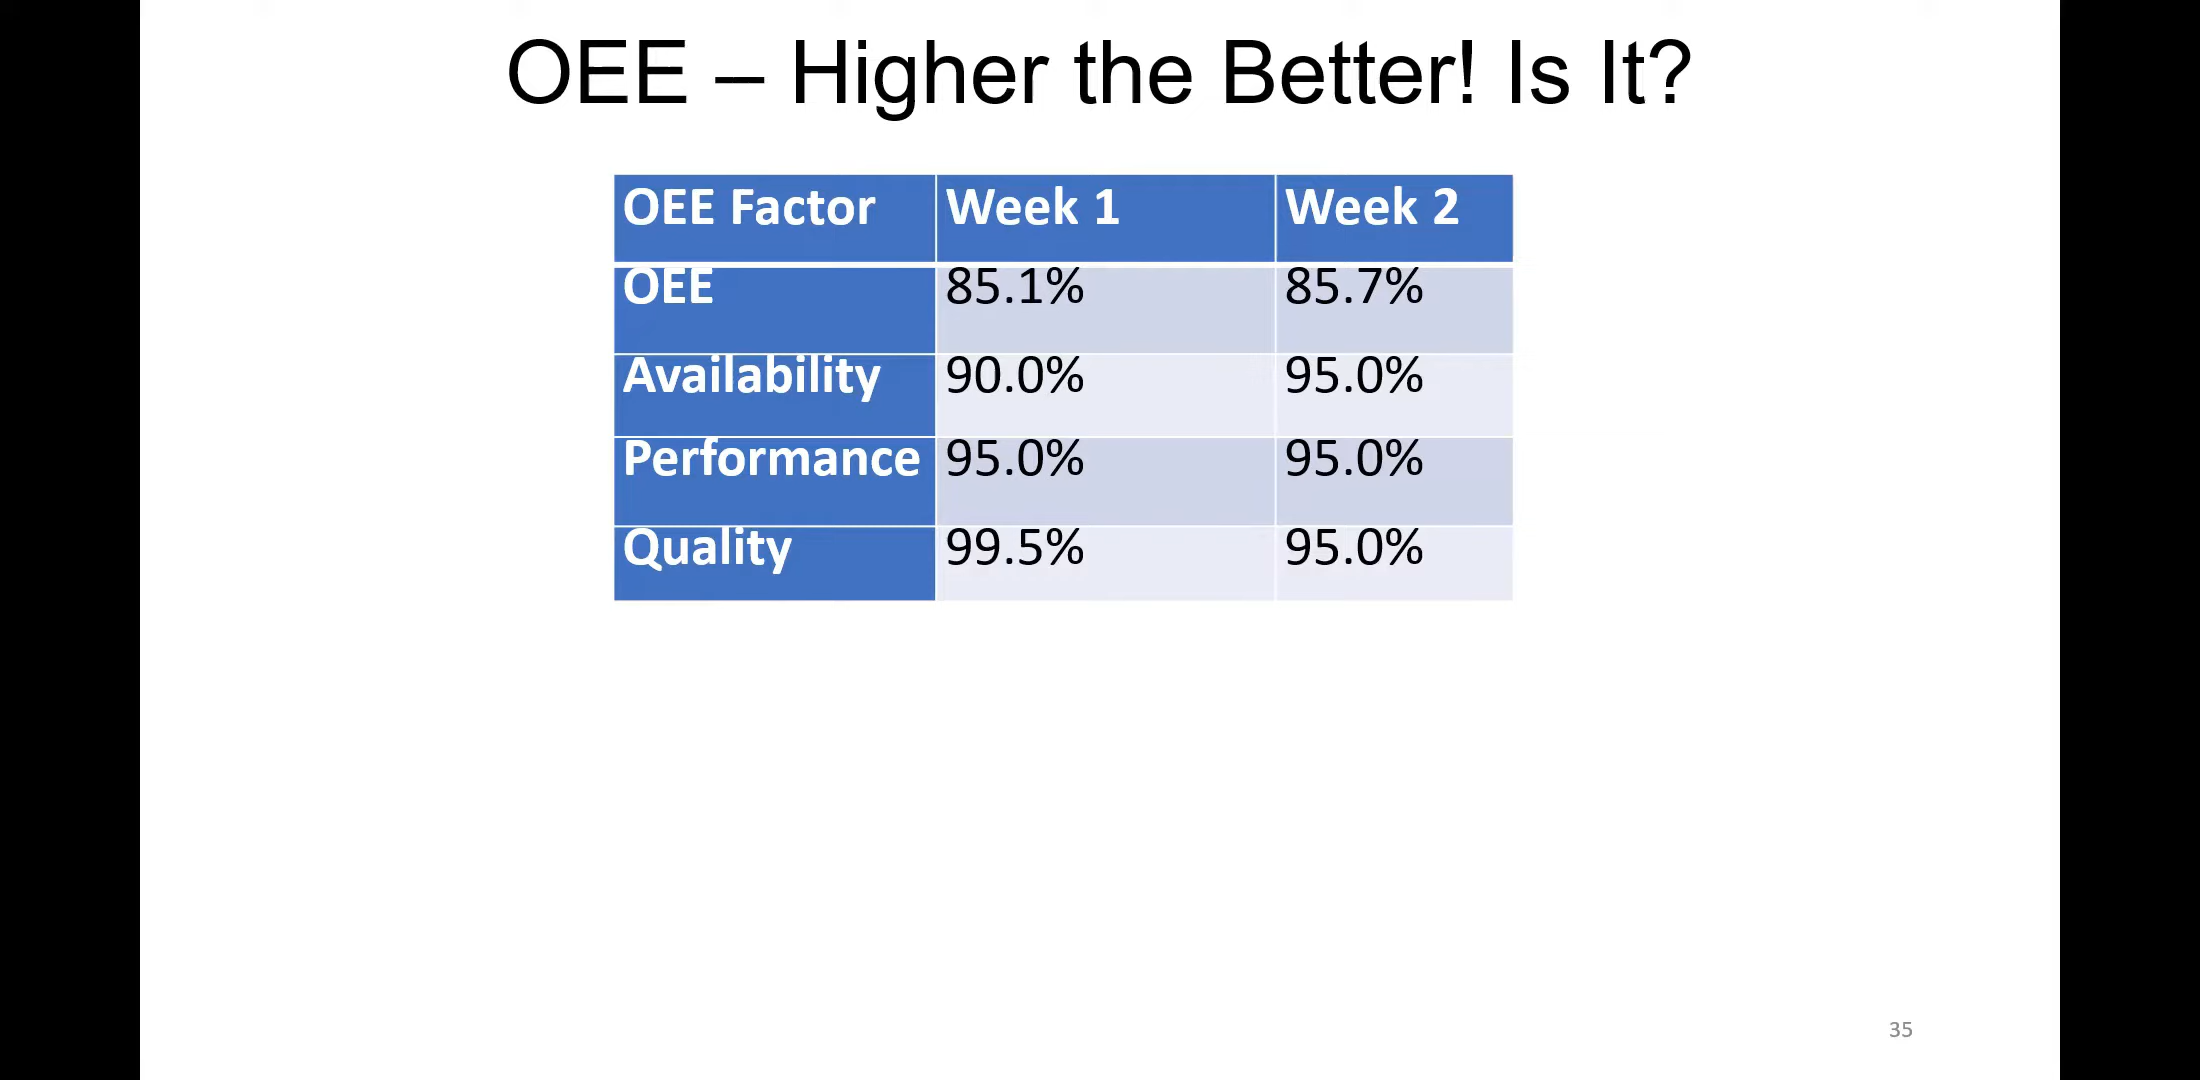 OEE – Higher the Better! Is It?
OEE Factor Week 1 Week 2
OEE 85.1% 85.7%
Availability 90.0% 95.0%
Performance 95.0% 95.0%
Quality 99.5% 95.0%
35